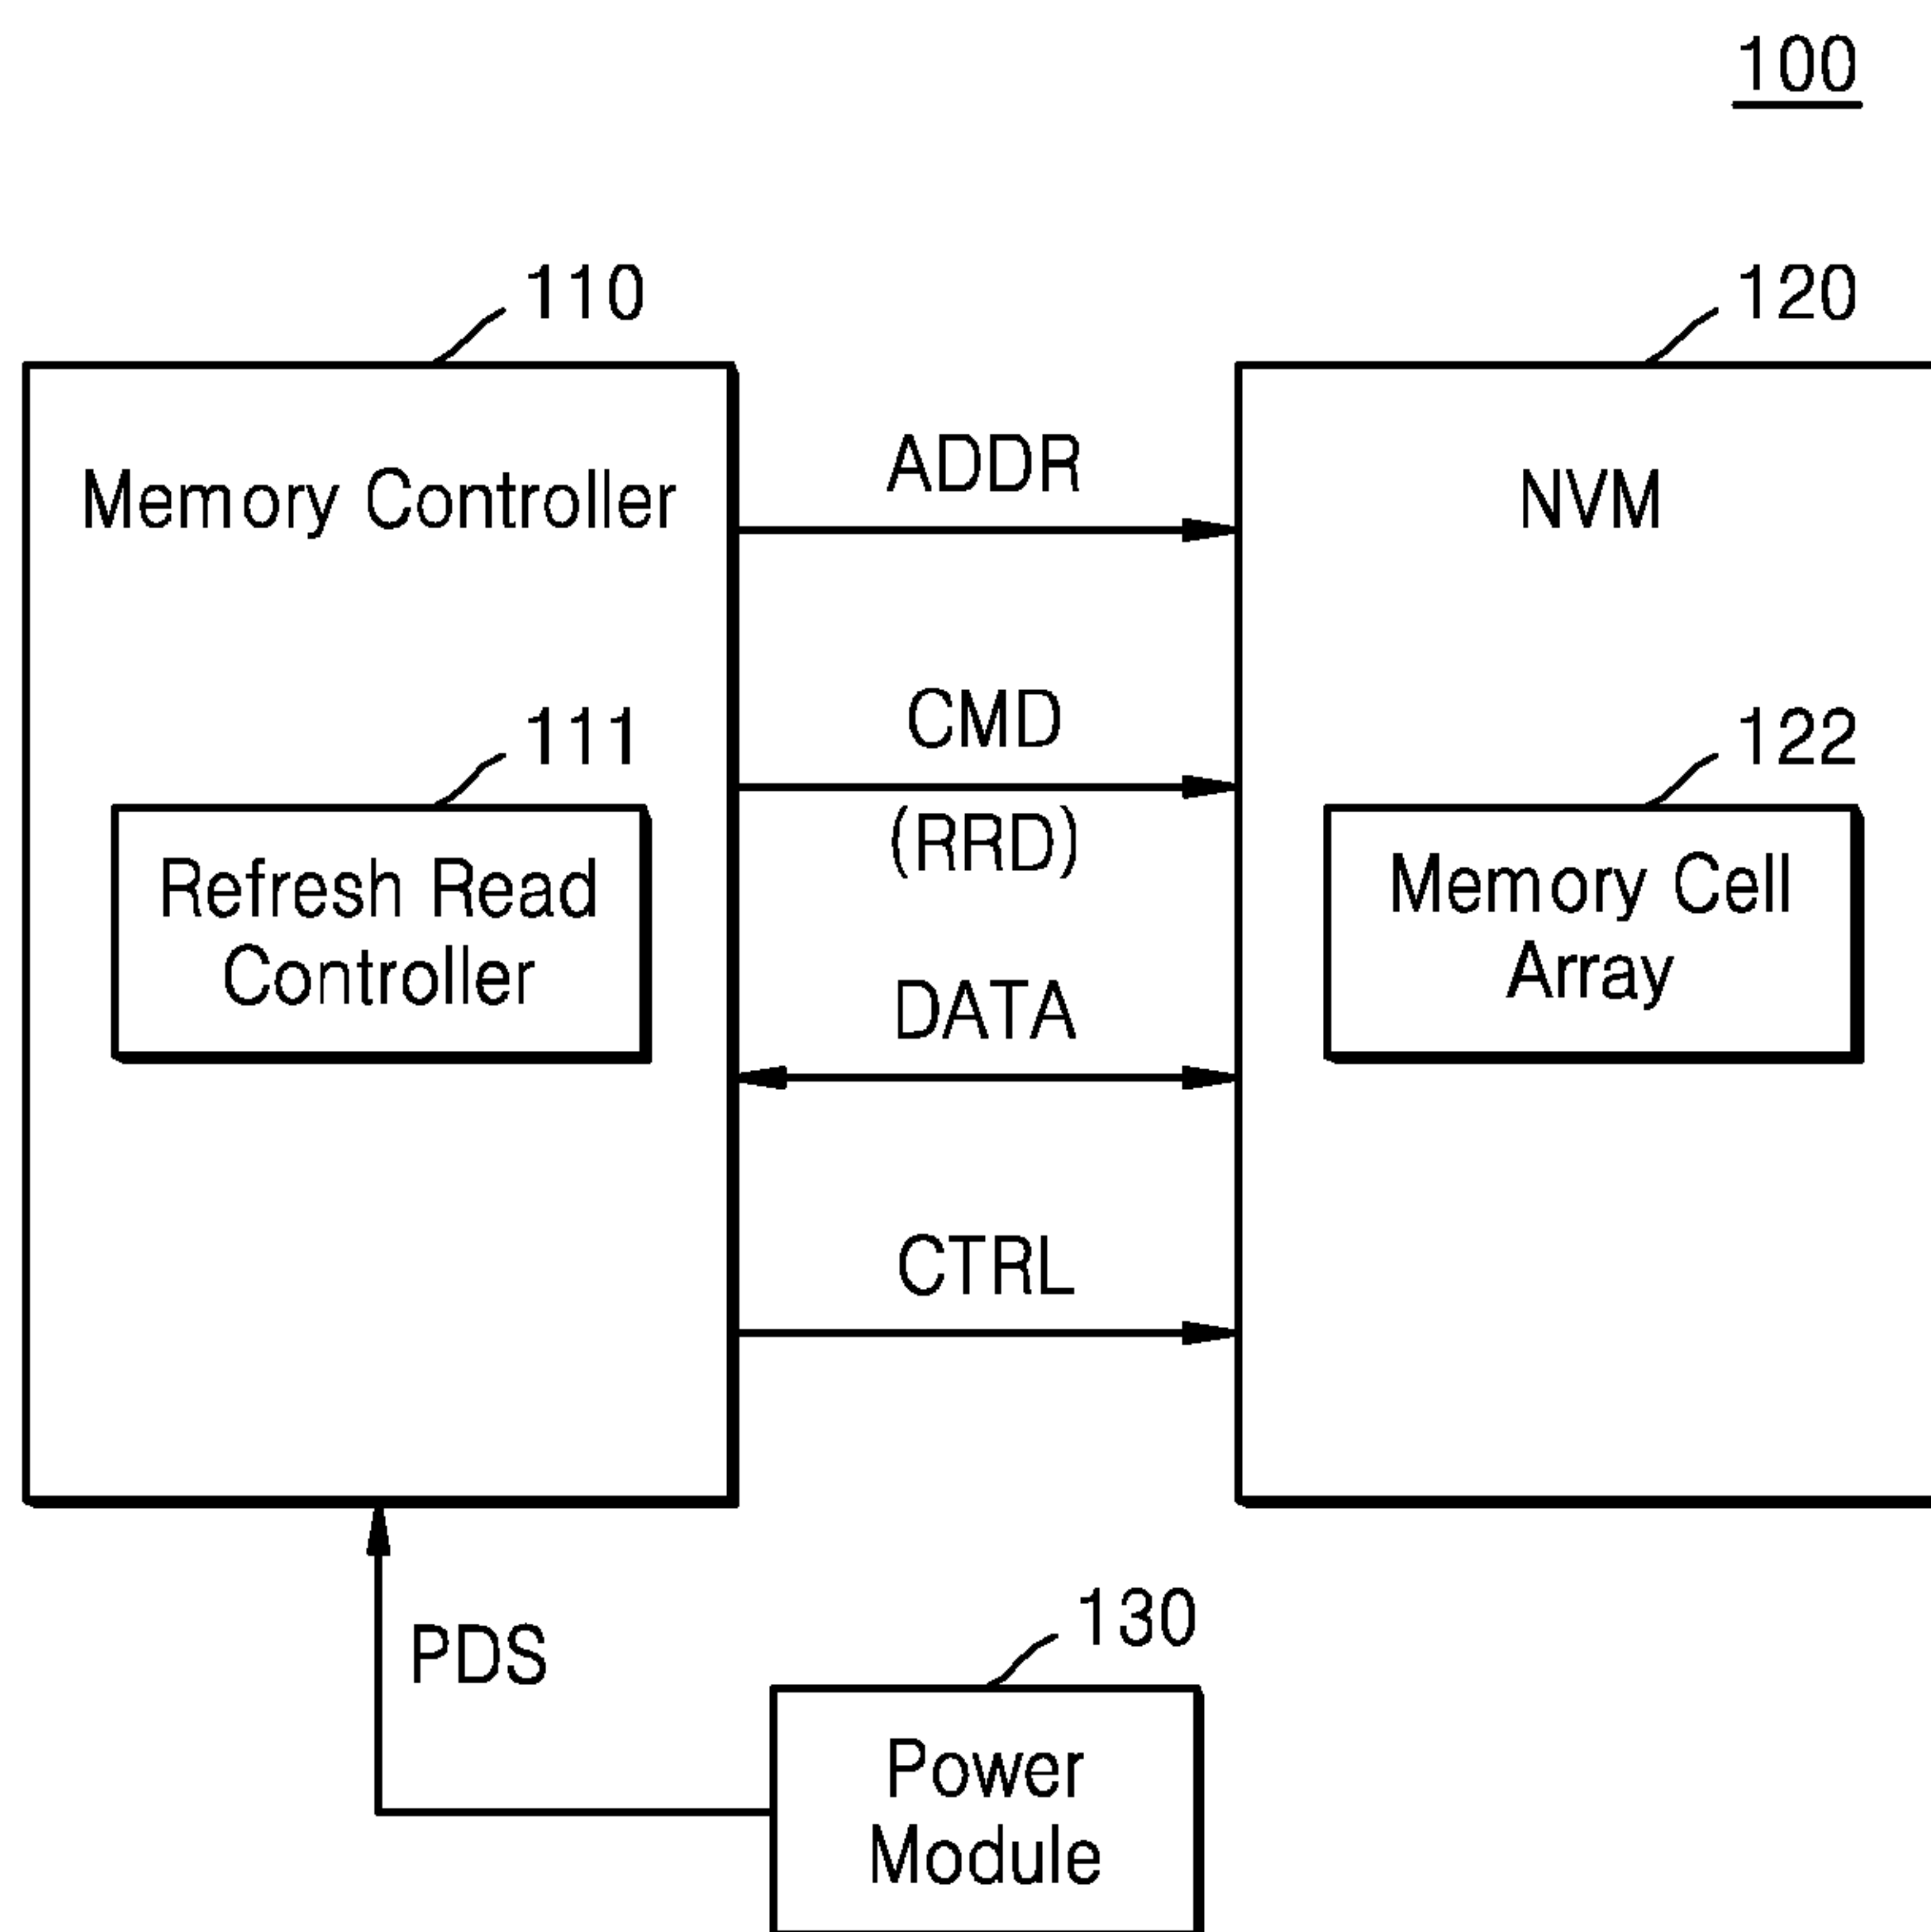 100
110
120
Memory Controller
ADDR
NVM
CMD
(RRD)
111
122
Refresh Read
Controller
Memory Cell
Array
DATA
CTRL
PDS
130
Power
Module